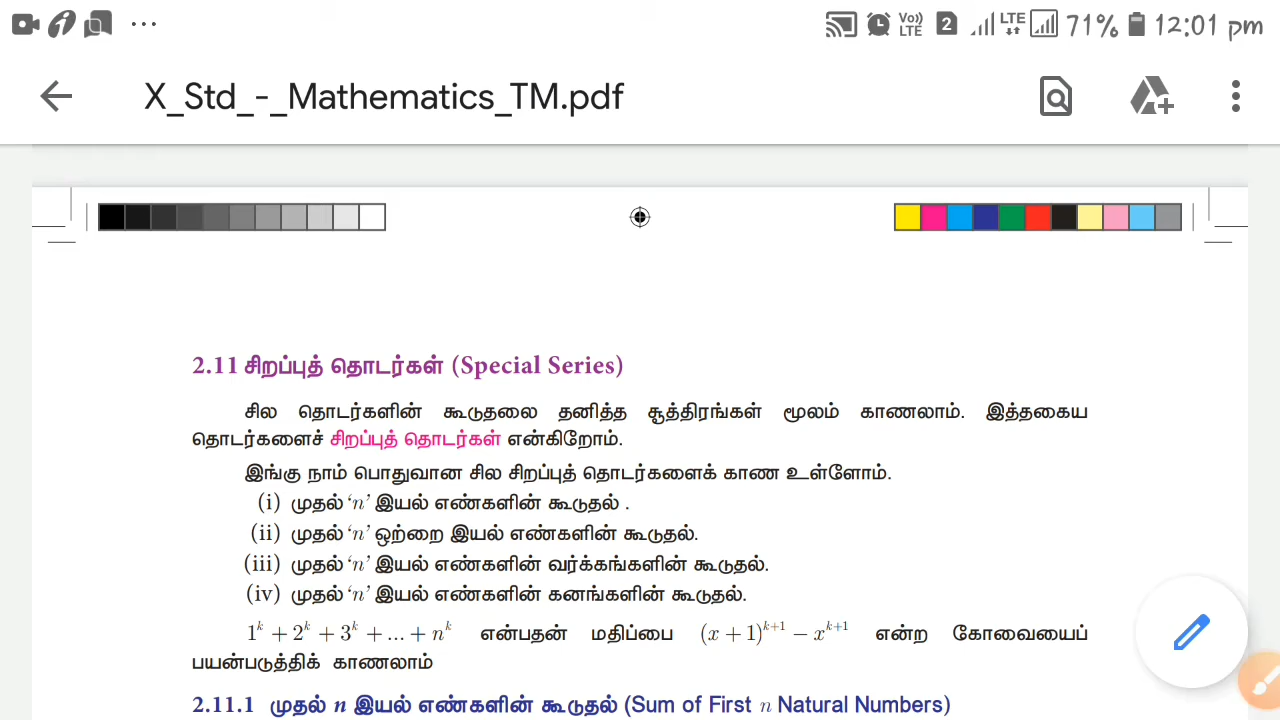 Vo)) LTE 2 LTE 71% 12:01 pm
X_Std_-_Mathematics_TM.pdf
2.11 சிறப்புத் தொடர்கள் (Special Series)
சில தொடர்களின் கூடுதலை தனித்த சூத்திரங்கள் மூலம் காணலாம். இத்தகைய
தொடர்களைச் சிறப்புத் தொடர்கள் என்கிறோம்.
இங்கு நாம் பொதுவான சில சிறப்புத் தொடர்களைக் காண உள்ளோம்.
(i) முதல் ‘n’ இயல் எண்களின் கூடுதல் .
(ii) முதல் ‘n’ ஒற்றை இயல் எண்களின் கூடுதல்.
(iii) முதல் ‘n’ இயல் எண்களின் வர்க்கங்களின் கூடுதல்.
(iv) முதல் ‘n’ இயல் எண்களின் கனங்களின் கூடுதல்.
1^k + 2^k + 3^k + ... + n^k என்பதன் மதிப்பை (x + 1)^{k+1} − x^{k+1} என்ற கோவையைப்
பயன்படுத்திக் காணலாம்
2.11.1 முதல் n இயல் எண்களின் கூடுதல் (Sum of First n Natural Numbers)